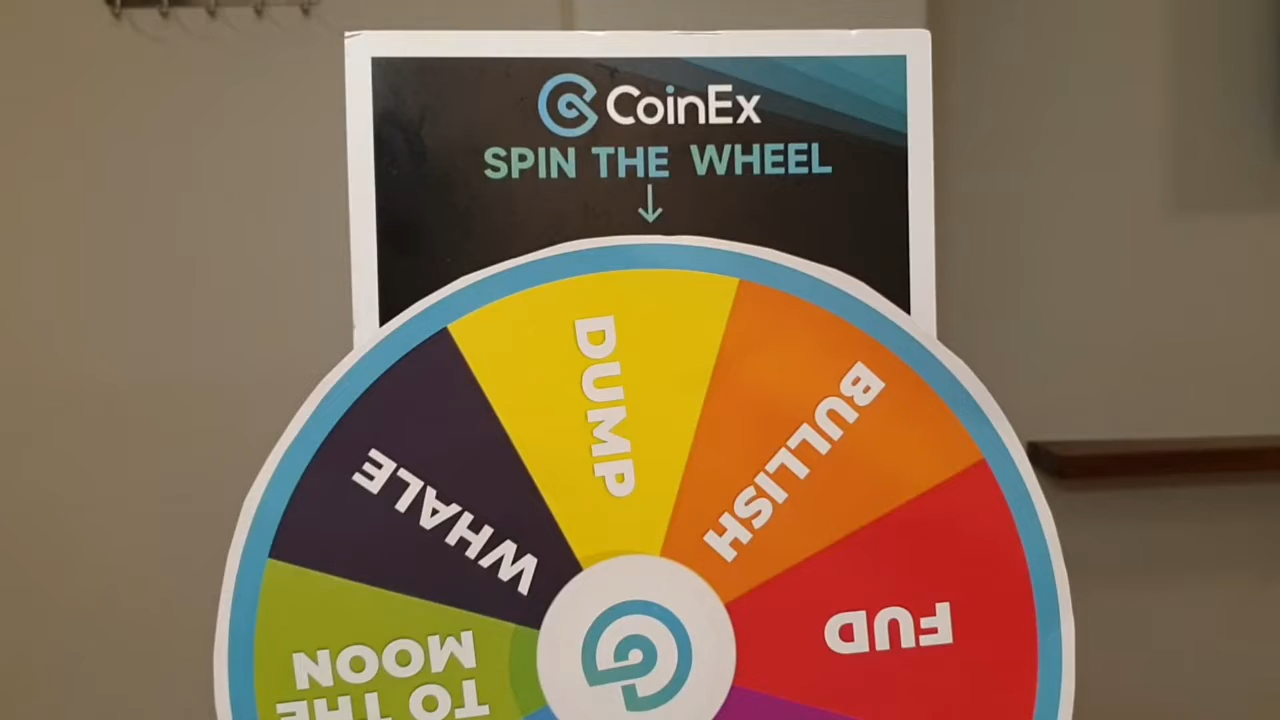 CoinEx
SPIN THE WHEEL
DUMP
BULLISH
WHALE
FUD
TO THE
MOON